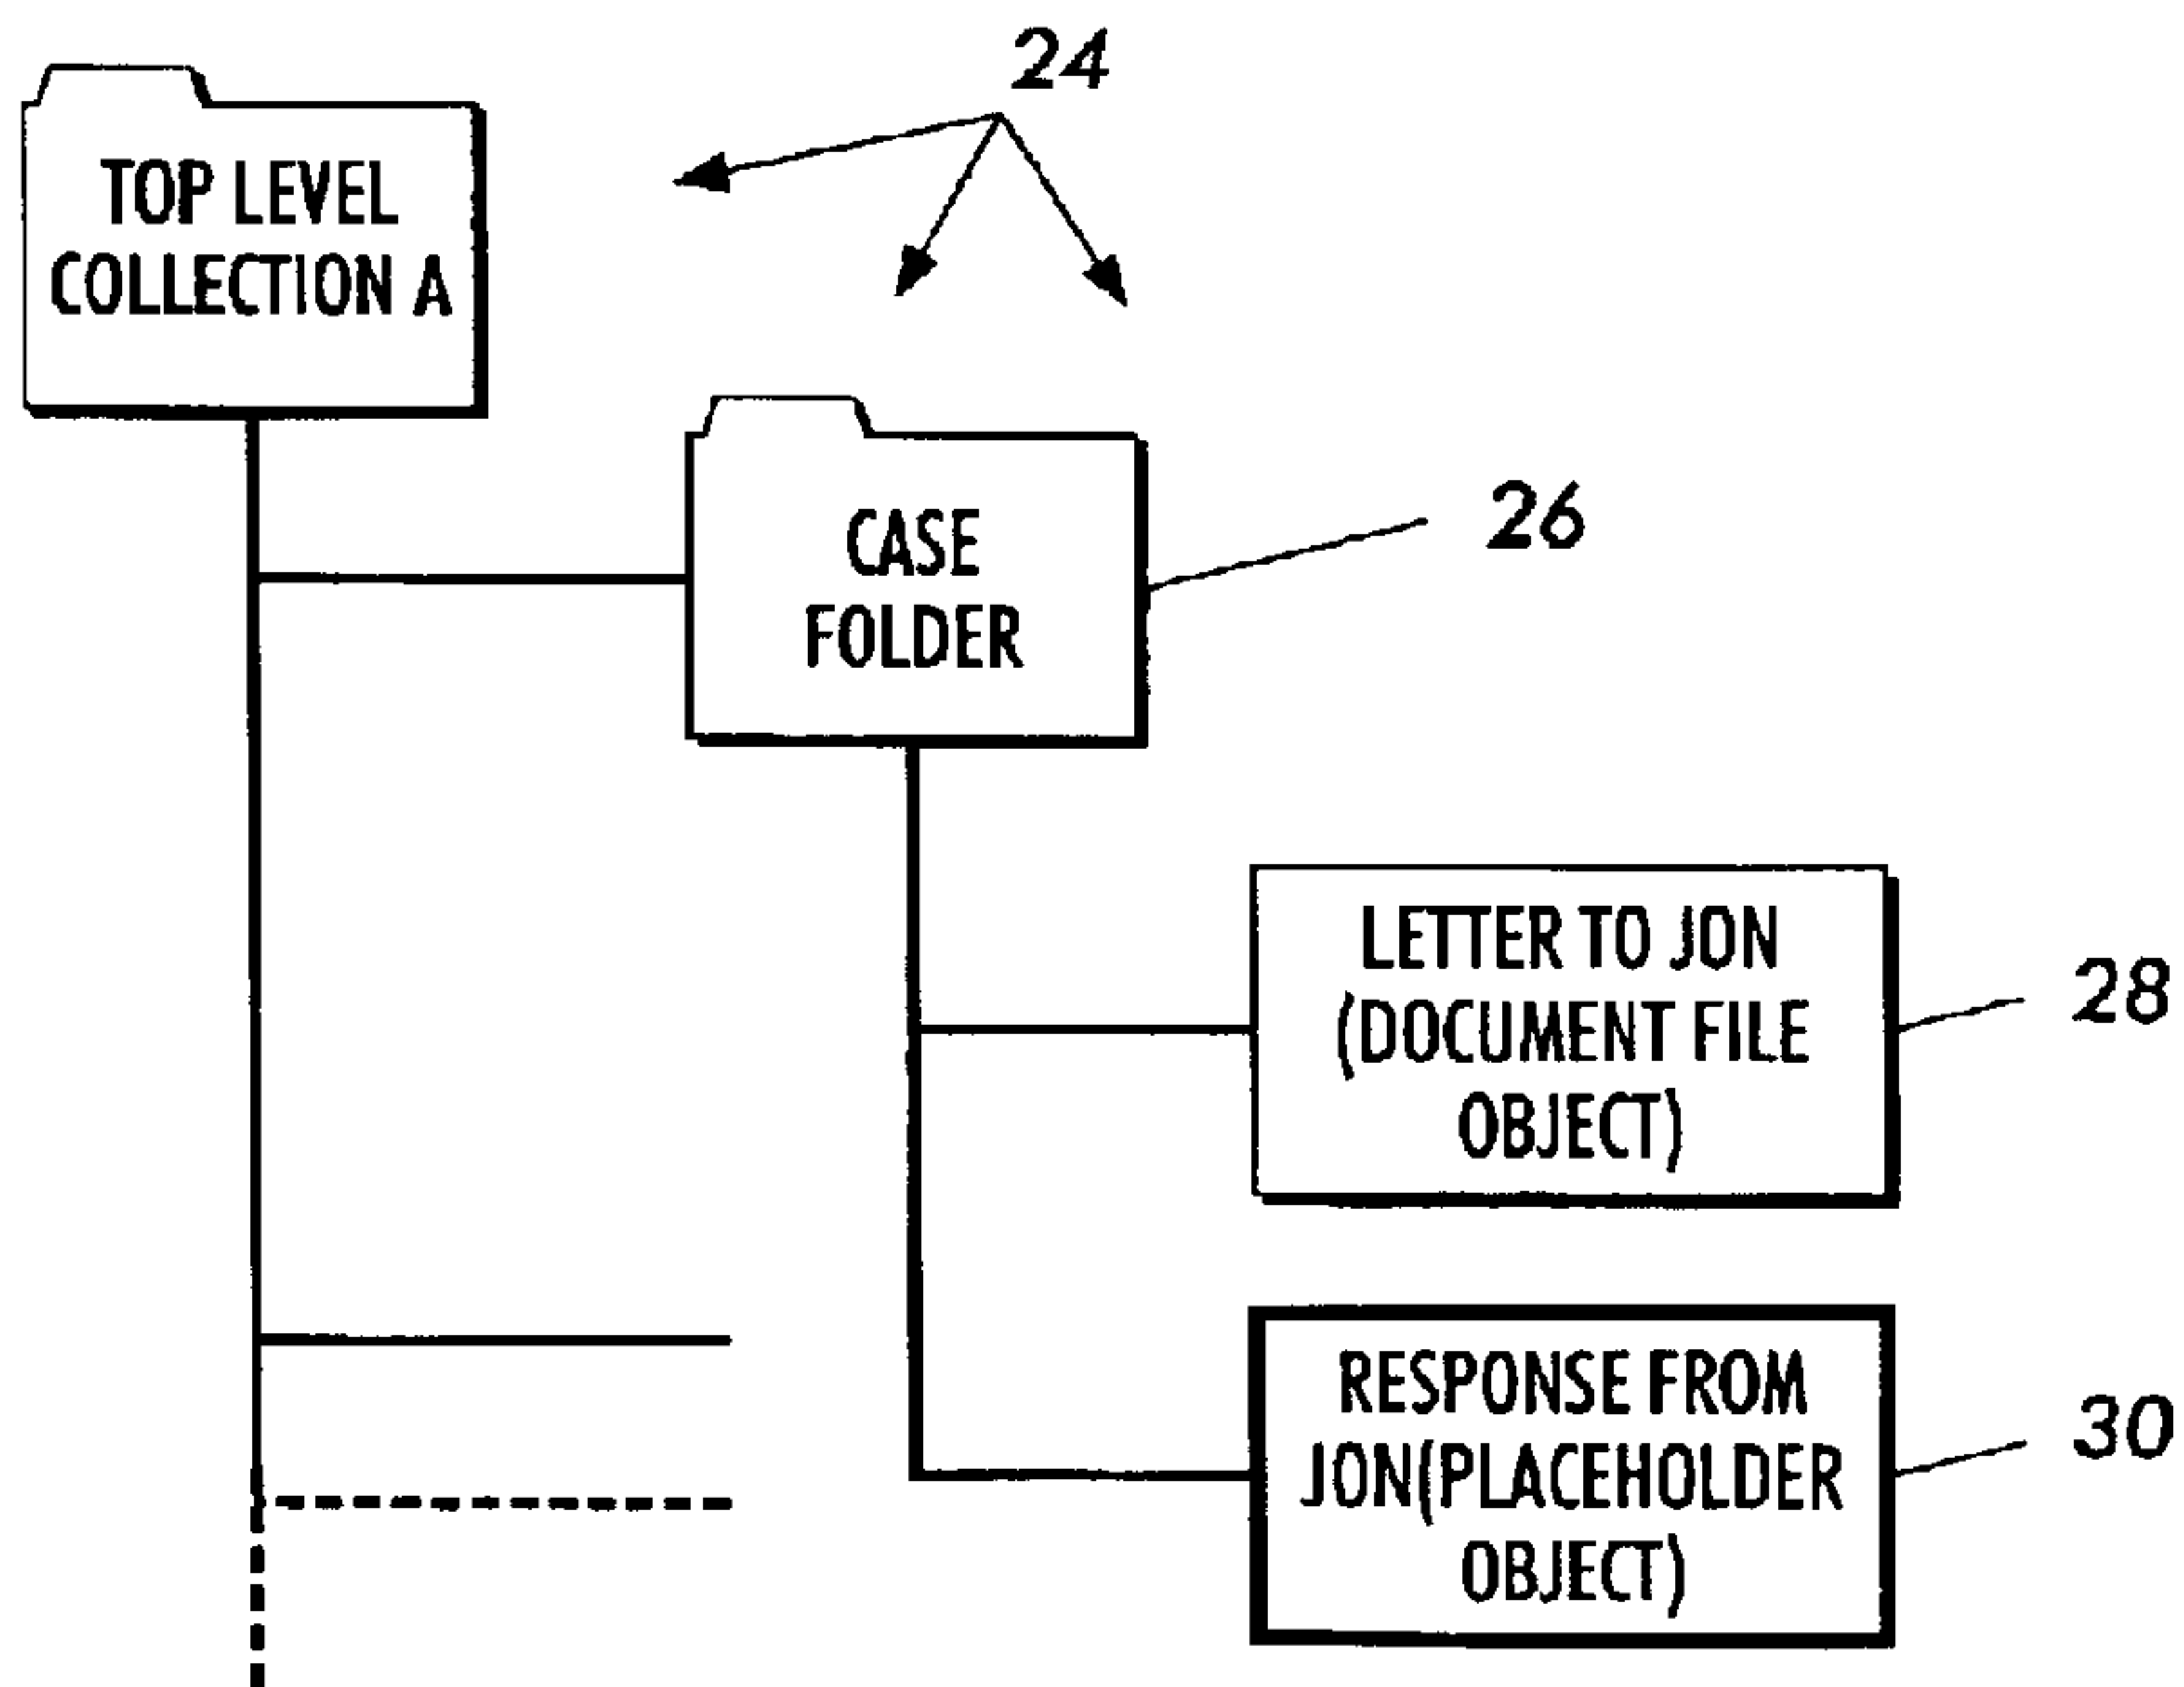 24
TOP LEVEL
COLLECTION A
CASE
FOLDER
26
LETTER TO JON
(DOCUMENT FILE
OBJECT)
28
RESPONSE FROM
JON(PLACEHOLDER
OBJECT)
30